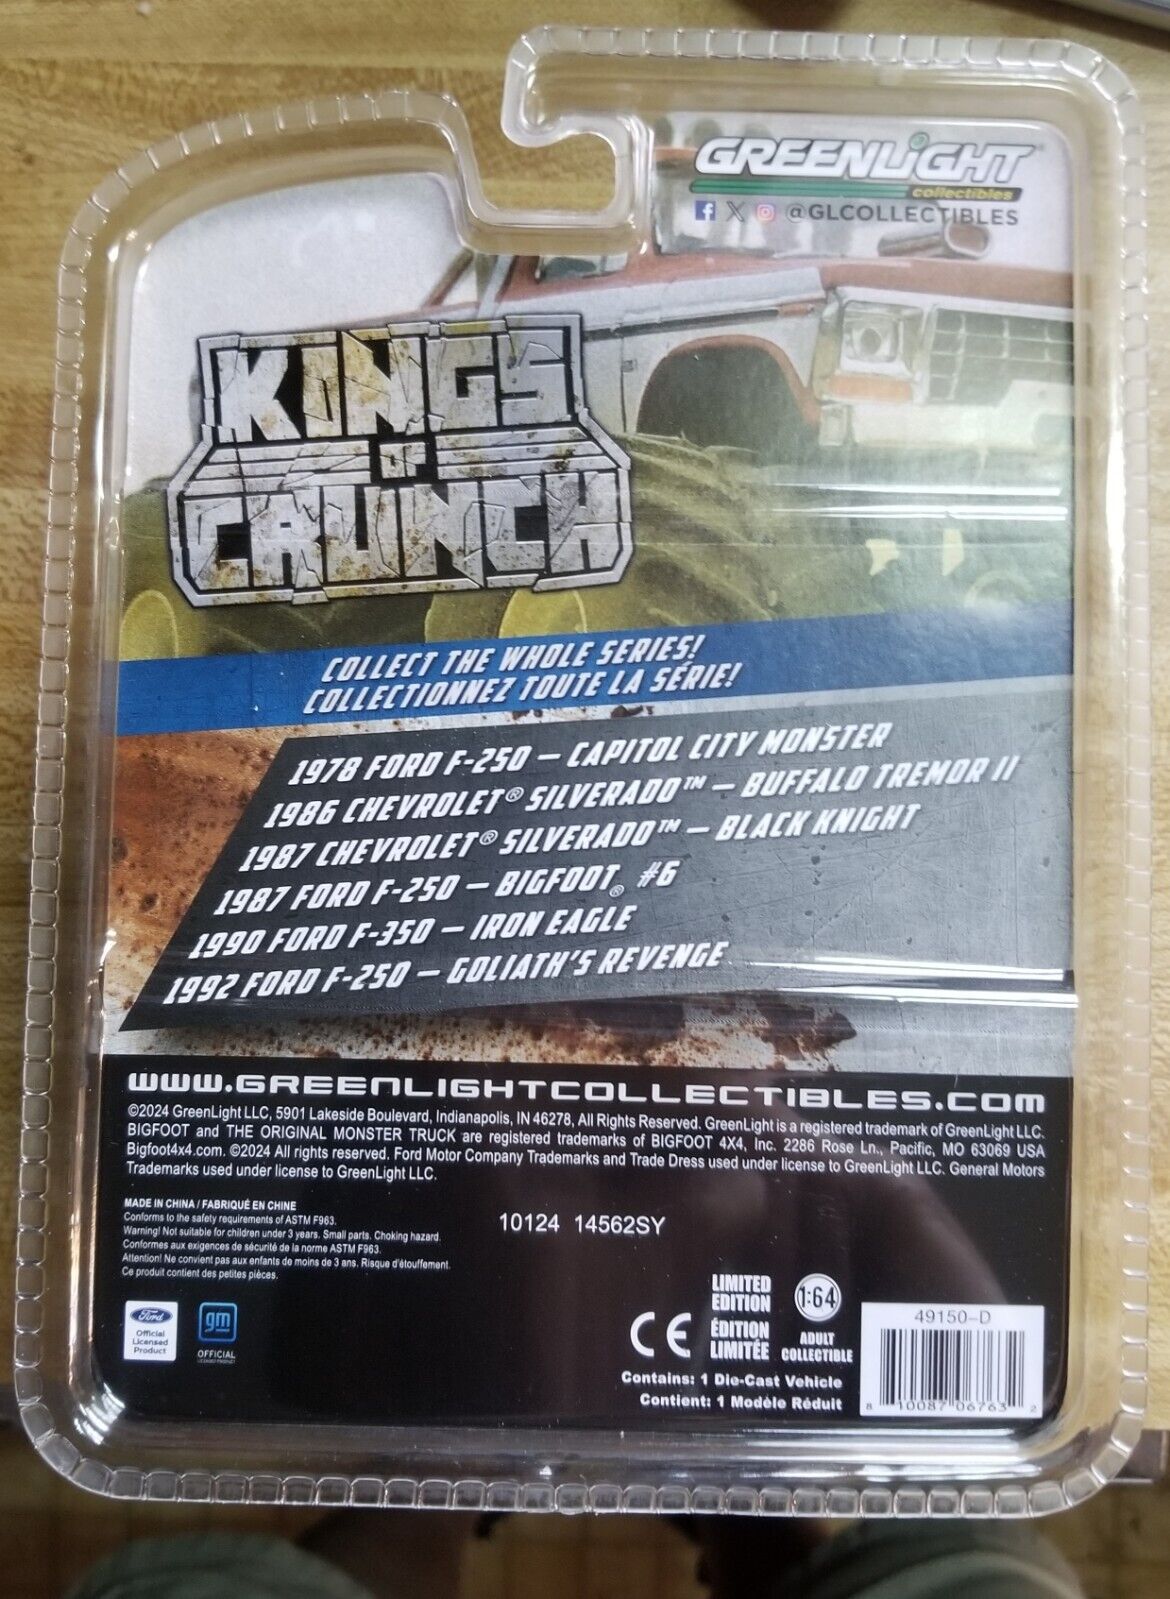 GREENLiGHT
collectibles
@GLCOLLECTIBLES
KINGS
OF
CRUNCH
COLLECT THE WHOLE SERIES!
COLLECTIONNEZ TOUTE LA SÉRIE!
1978 FORD F-250 – CAPITOL CITY MONSTER
1986 CHEVROLET® SILVERADO™ – BUFFALO TREMOR II
1987 CHEVROLET® SILVERADO™ – BLACK KNIGHT
1987 FORD F-250 – BIGFOOT® #6
1990 FORD F-350 – IRON EAGLE
1992 FORD F-250 – GOLIATH'S REVENGE
WWW.GREENLIGHTCOLLECTIBLES.COM
©2024 GreenLight LLC, 5901 Lakeside Boulevard, Indianapolis, IN 46278, All Rights Reserved. GreenLight is a registered trademark of GreenLight LLC.
BIGFOOT and THE ORIGINAL MONSTER TRUCK are registered trademarks of BIGFOOT 4X4, Inc. 2286 Rose Ln., Pacific, MO 63069 USA
Bigfoot4x4.com. ©2024 All rights reserved. Ford Motor Company Trademarks and Trade Dress used under license to GreenLight LLC. General Motors
Trademarks used under license to GreenLight LLC.
MADE IN CHINA / FABRIQUÉ EN CHINE
Conforms to the safety requirements of ASTM F963.
Warning! Not suitable for children under 3 years. Small parts. Choking hazard.
Conformes aux exigences de sécurité de la norme ASTM F963.
Attention! Ne convient pas aux enfants de moins de 3 ans. Risque d'étouffement.
Ce produit contient des petites pièces.
10124 14562SY
Ford
Official
Licensed
Product
gm
OFFICIAL
LICENSED PRODUCT
CE
LIMITED
EDITION
ÉDITION
LIMITÉE
1:64
ADULT
COLLECTIBLE
Contains: 1 Die-Cast Vehicle
Contient: 1 Modèle Réduit
49150-D
8 10087 06763 2